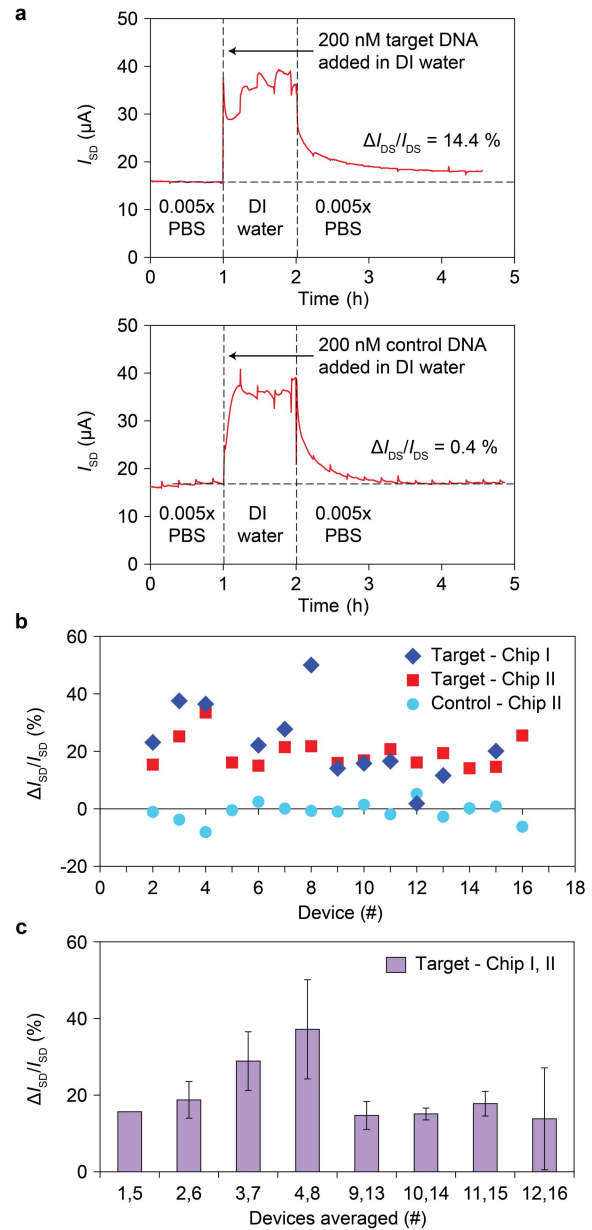 a
50
40
30
20
10
0
I_SD (μA)
200 nM target DNA
added in DI water
ΔI_DS/I_DS = 14.4 %
0.005x
PBS
DI
water
0.005x
PBS
0 1 2 3 4 5
Time (h)
50
40
30
20
10
0
I_SD (μA)
200 nM control DNA
added in DI water
ΔI_DS/I_DS = 0.4 %
0.005x
PBS
DI
water
0.005x
PBS
0 1 2 3 4 5
Time (h)
b
60
40
20
0
-20
ΔI_SD/I_SD (%)
Target - Chip I
Target - Chip II
Control - Chip II
0 2 4 6 8 10 12 14 16 18
Device (#)
c
60
40
20
0
ΔI_SD/I_SD (%)
Target - Chip I, II
1,5 2,6 3,7 4,8 9,13 10,14 11,15 12,16
Devices averaged (#)